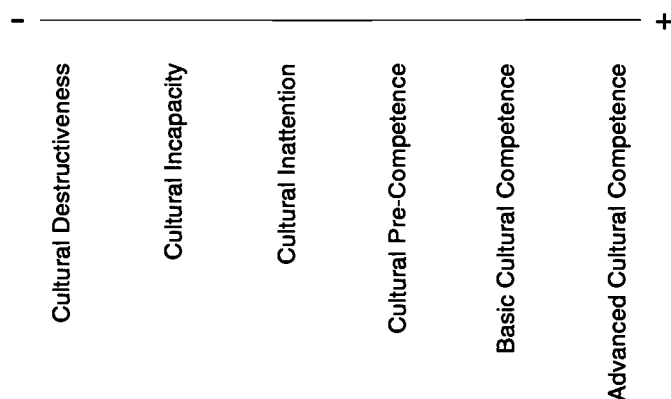 - +
Cultural Destructiveness
Cultural Incapacity
Cultural Inattention
Cultural Pre-Competence
Basic Cultural Competence
Advanced Cultural Competence